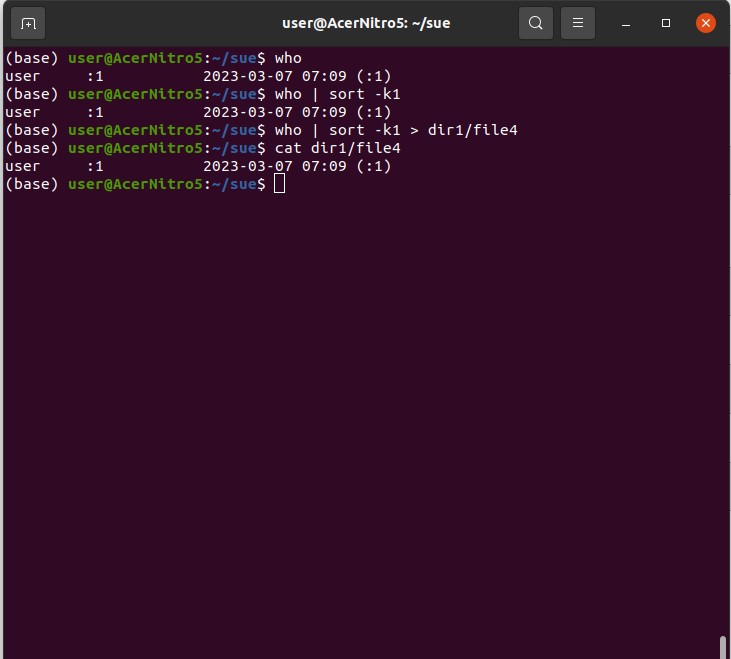 user@AcerNitro5: ~/sue
(base) user@AcerNitro5:~/sue$ who
user     :1           2023-03-07 07:09 (:1)
(base) user@AcerNitro5:~/sue$ who | sort -k1
user     :1           2023-03-07 07:09 (:1)
(base) user@AcerNitro5:~/sue$ who | sort -k1 > dir1/file4
(base) user@AcerNitro5:~/sue$ cat dir1/file4
user     :1           2023-03-07 07:09 (:1)
(base) user@AcerNitro5:~/sue$